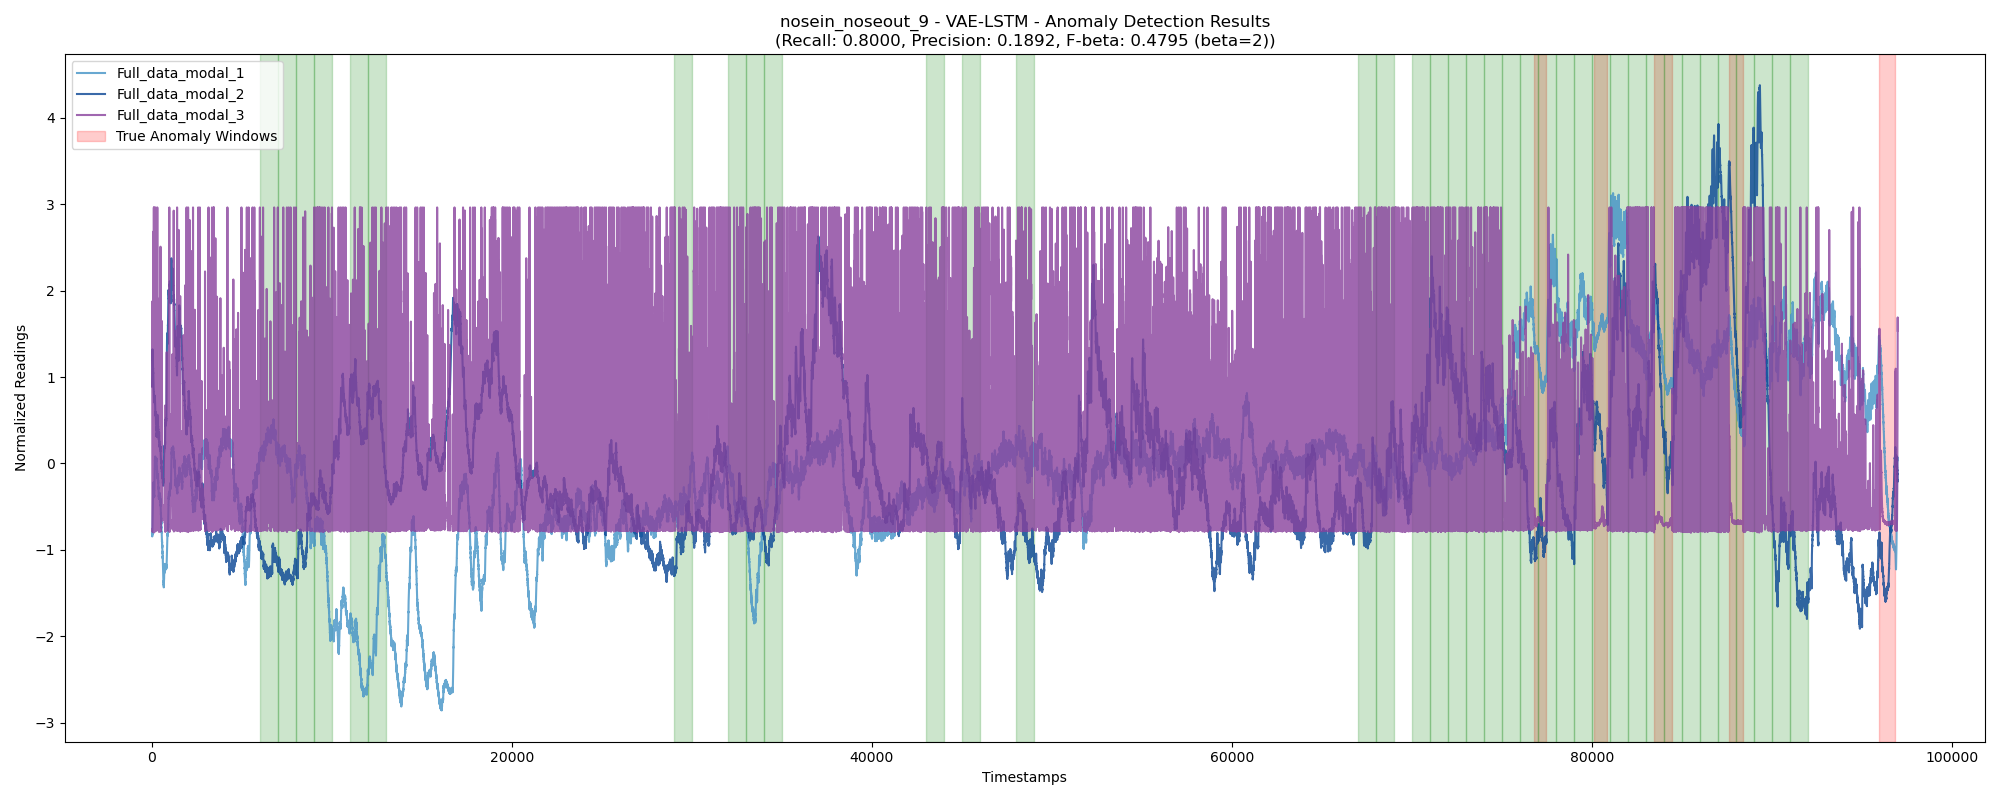 nosein_noseout_9 - VAE-LSTM - Anomaly Detection Results
(Recall: 0.8000, Precision: 0.1892, F-beta: 0.4795 (beta=2))
Full_data_modal_1
Full_data_modal_2
Full_data_modal_3
True Anomaly Windows
Normalized Readings
4
3
2
1
0
−1
−2
−3
0
20000
40000
60000
80000
100000
Timestamps